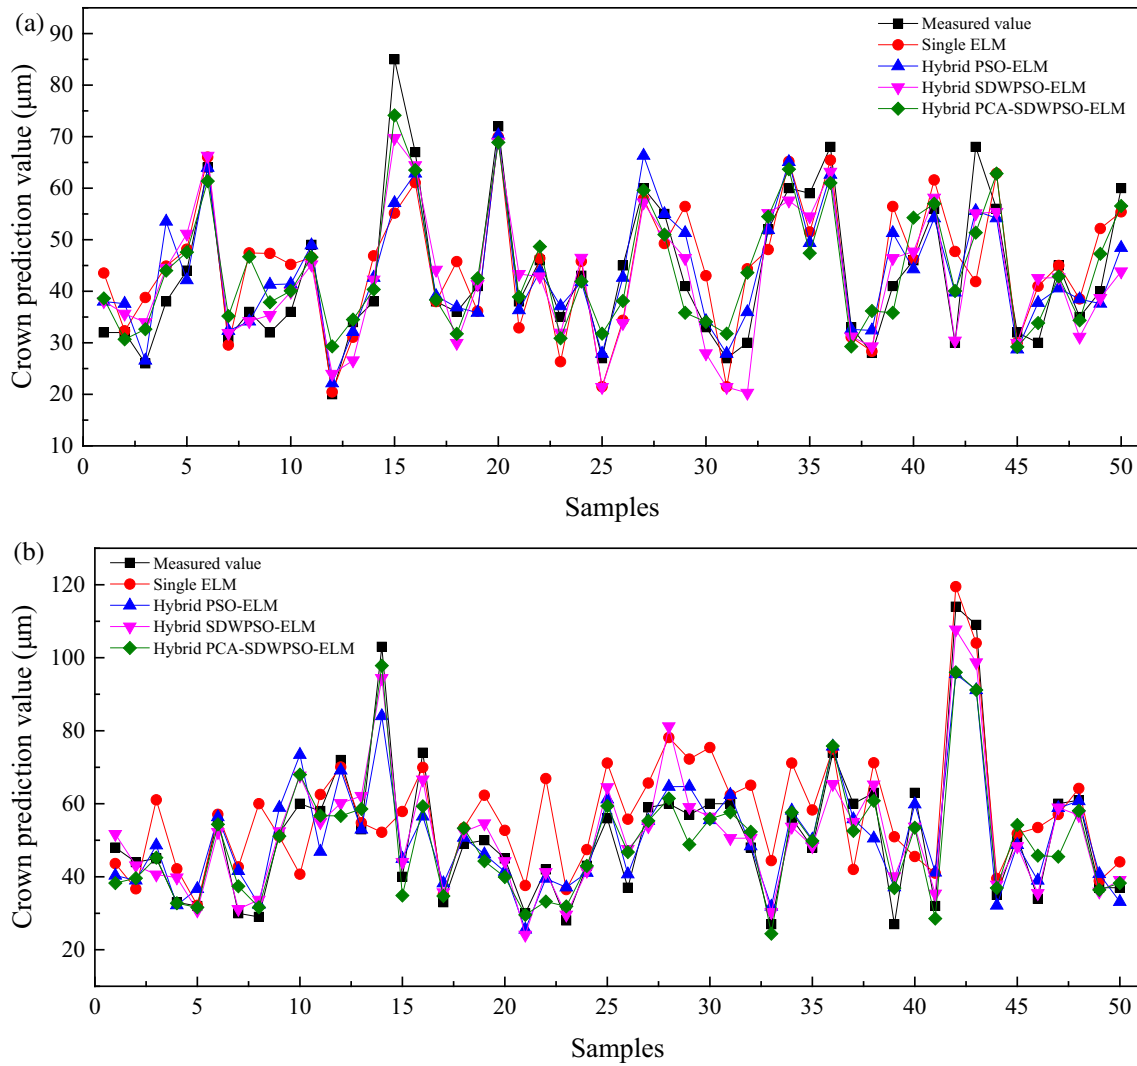 (a)
Measured value
Single ELM
Hybrid PSO-ELM
Hybrid SDWPSO-ELM
Hybrid PCA-SDWPSO-ELM
Crown prediction value (μm)
90
80
70
60
50
40
30
20
10
0 5 10 15 20 25 30 35 40 45 50
Samples
(b)
Measured value
Single ELM
Hybrid PSO-ELM
Hybrid SDWPSO-ELM
Hybrid PCA-SDWPSO-ELM
Crown prediction value (μm)
120
100
80
60
40
20
0 5 10 15 20 25 30 35 40 45 50
Samples